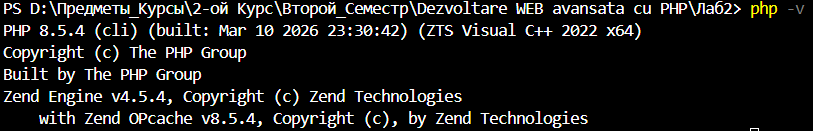 PS D:\Предметы_Курсы\2-ой Курс\Второй_Семестр\Dezvoltare WEB avansata cu PHP\Лаб2> php -v
PHP 8.5.4 (cli) (built: Mar 10 2026 23:30:42) (ZTS Visual C++ 2022 x64)
Copyright (c) The PHP Group
Built by The PHP Group
Zend Engine v4.5.4, Copyright (c) Zend Technologies
    with Zend OPcache v8.5.4, Copyright (c), by Zend Technologies